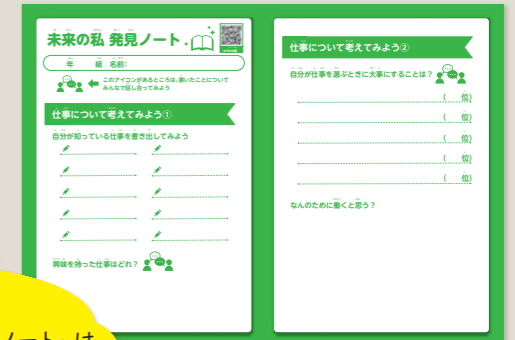 未来の私 発見ノート
年 組 名前:
このアイコンがあるところは、書いたことについて
みんなで話し合ってみよう
仕事について考えてみよう①
自分が知っている仕事を書き出してみよう
興味を持った仕事はどれ？
ノートは
仕事について考えてみよう②
自分が仕事を選ぶときに大事にすることは？
( 位)
( 位)
( 位)
( 位)
( 位)
なんのために働くと思う？